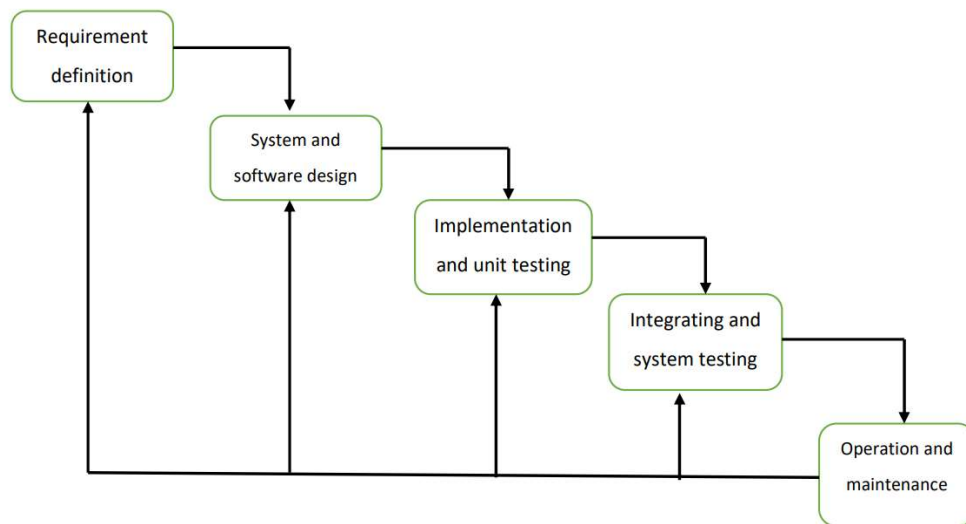 Requirement
definition
System and
software design
Implementation
and unit testing
Integrating and
system testing
Operation and
maintenance